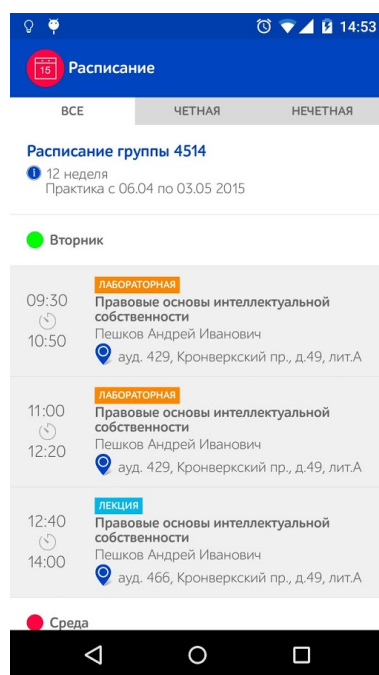 14:53
15
Расписание
ВСЕ
ЧЕТНАЯ
НЕЧЕТНАЯ
Расписание группы 4514
12 неделя
Практика с 06.04 по 03.05 2015
Вторник
09:30
10:50
ЛАБОРАТОРНАЯ
Правовые основы интеллектуальной
собственности
Пешков Андрей Иванович
ауд. 429, Кронверкский пр., д.49, лит.А
11:00
12:20
ЛАБОРАТОРНАЯ
Правовые основы интеллектуальной
собственности
Пешков Андрей Иванович
ауд. 429, Кронверкский пр., д.49, лит.А
12:40
14:00
ЛЕКЦИЯ
Правовые основы интеллектуальной
собственности
Пешков Андрей Иванович
ауд. 466, Кронверкский пр., д.49, лит.А
Среда